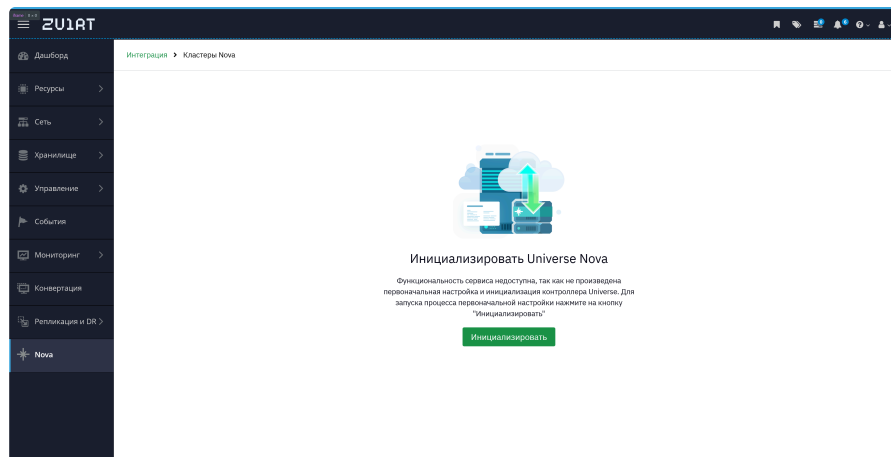 ZVIRT
Дашборд
Интеграция > Кластеры Nova
Ресурсы
Сеть
Хранилище
Управление
События
Мониторинг
Конвертация
Репликация и DR
Nova
Инициализировать Universe Nova
Функциональность сервиса недоступна, так как не произведена
первоначальная настройка и инициализация контроллера Universe. Для
запуска процесса первоначальной настройки нажмите на кнопку
"Инициализировать"
Инициализировать